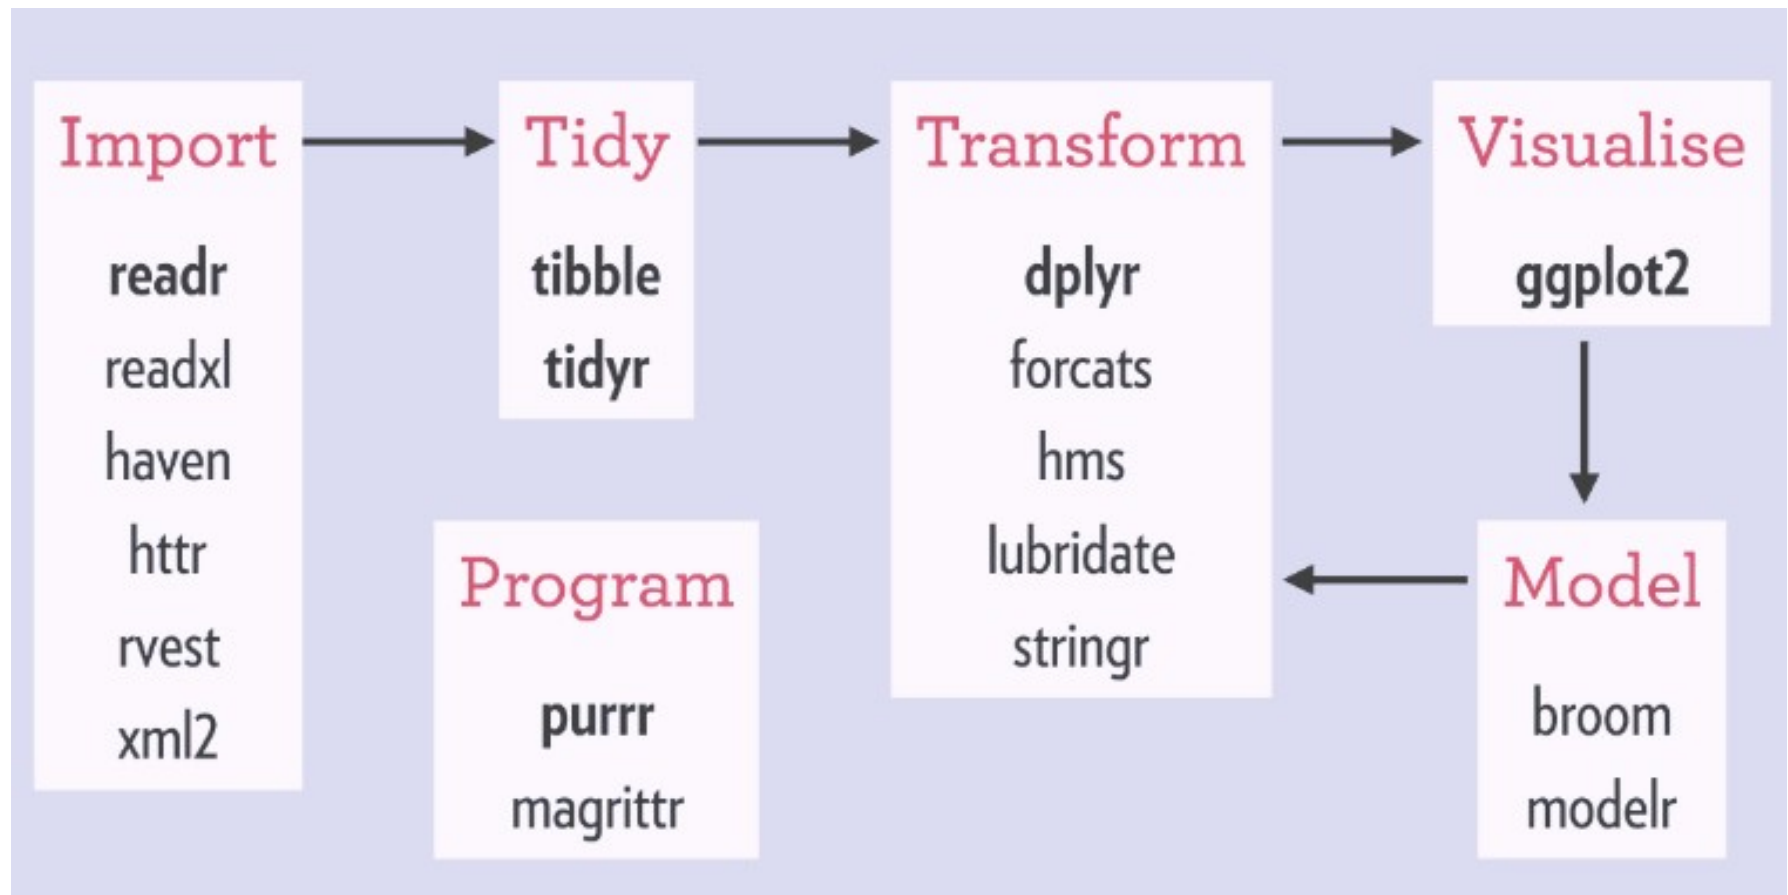 Import
readr
readxl
haven
httr
rvest
xml2
Tidy
tibble
tidyr
Program
purrr
magrittr
Transform
dplyr
forcats
hms
lubridate
stringr
Visualise
ggplot2
Model
broom
modelr